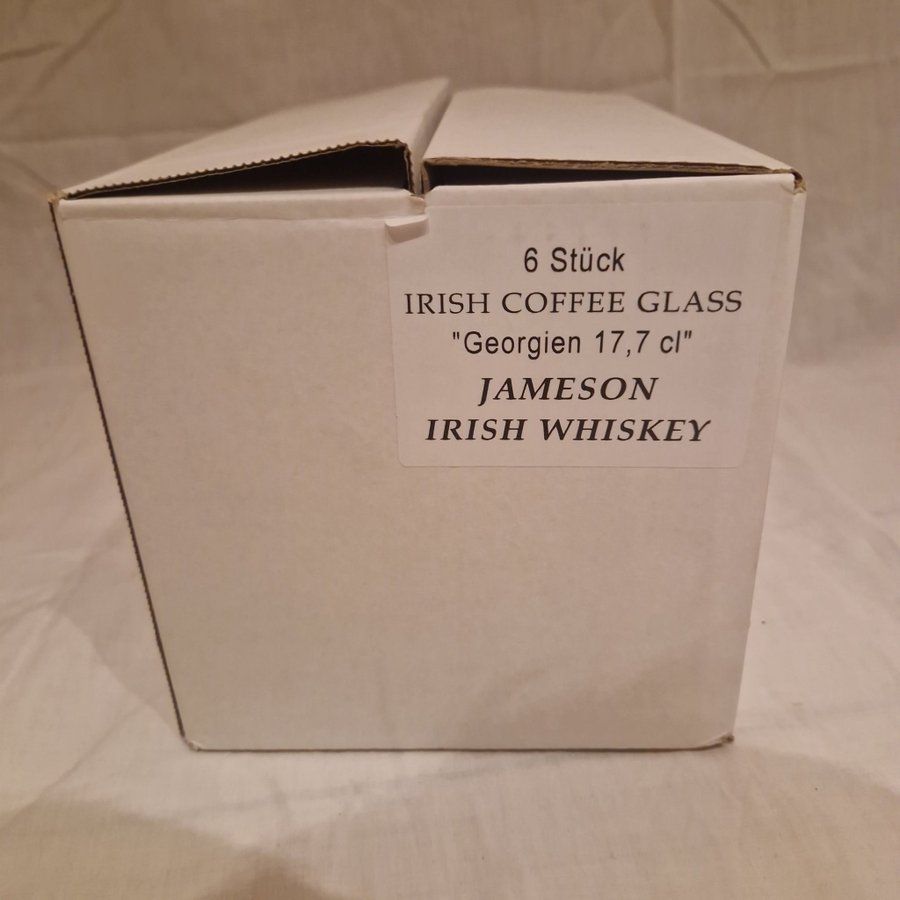 6 Stück
IRISH COFFEE GLASS
"Georgien 17,7 cl"
JAMESON
IRISH WHISKEY